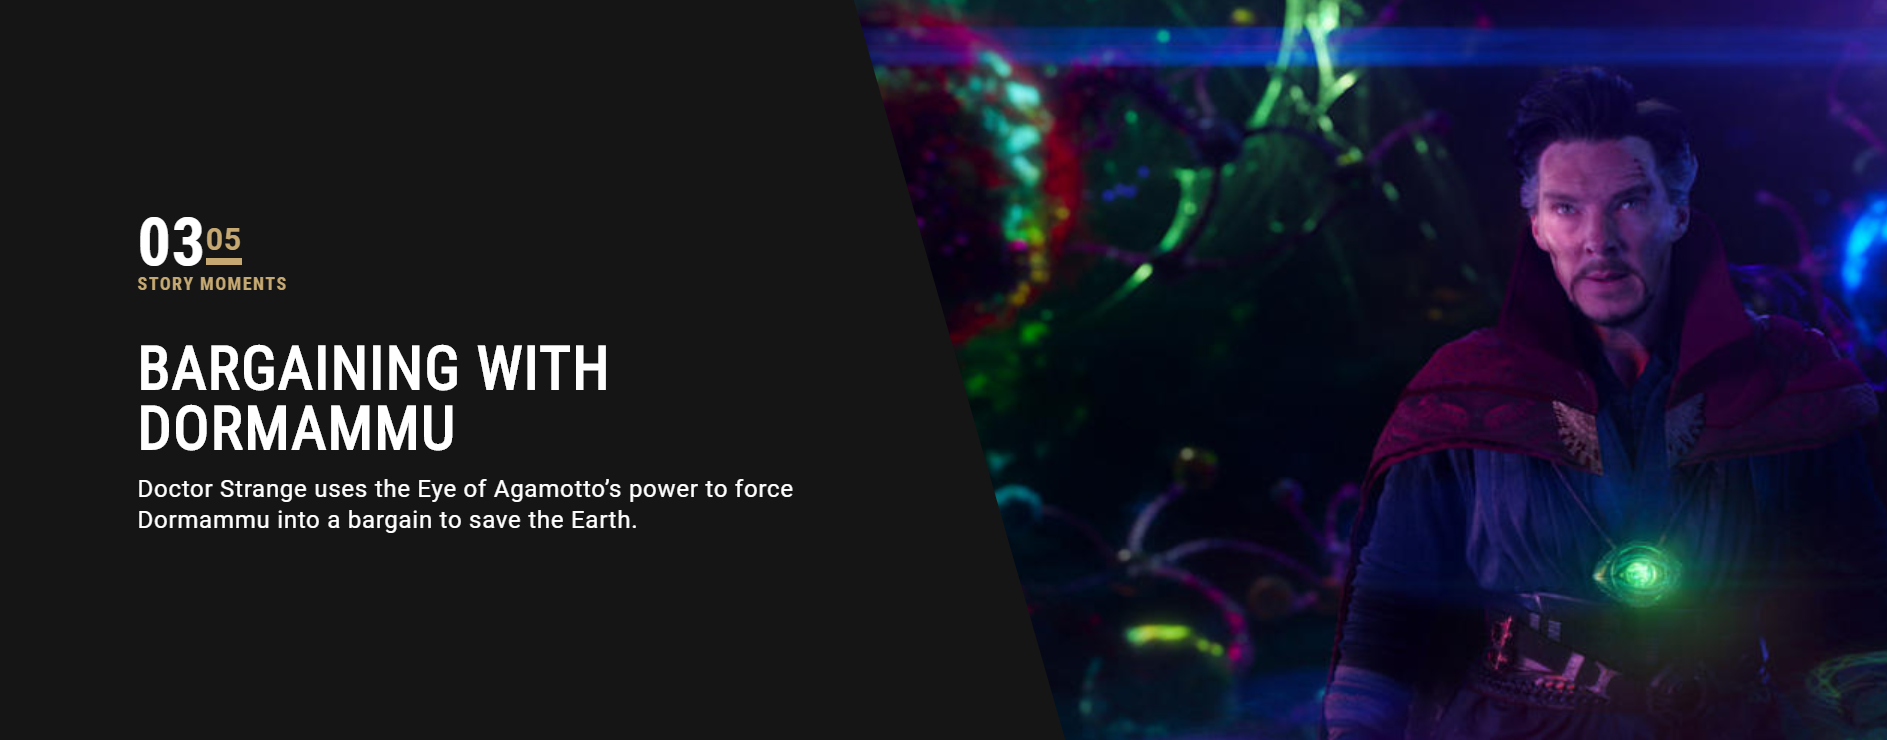 03 05
STORY MOMENTS
BARGAINING WITH
DORMAMMU
Doctor Strange uses the Eye of Agamotto’s power to force
Dormammu into a bargain to save the Earth.